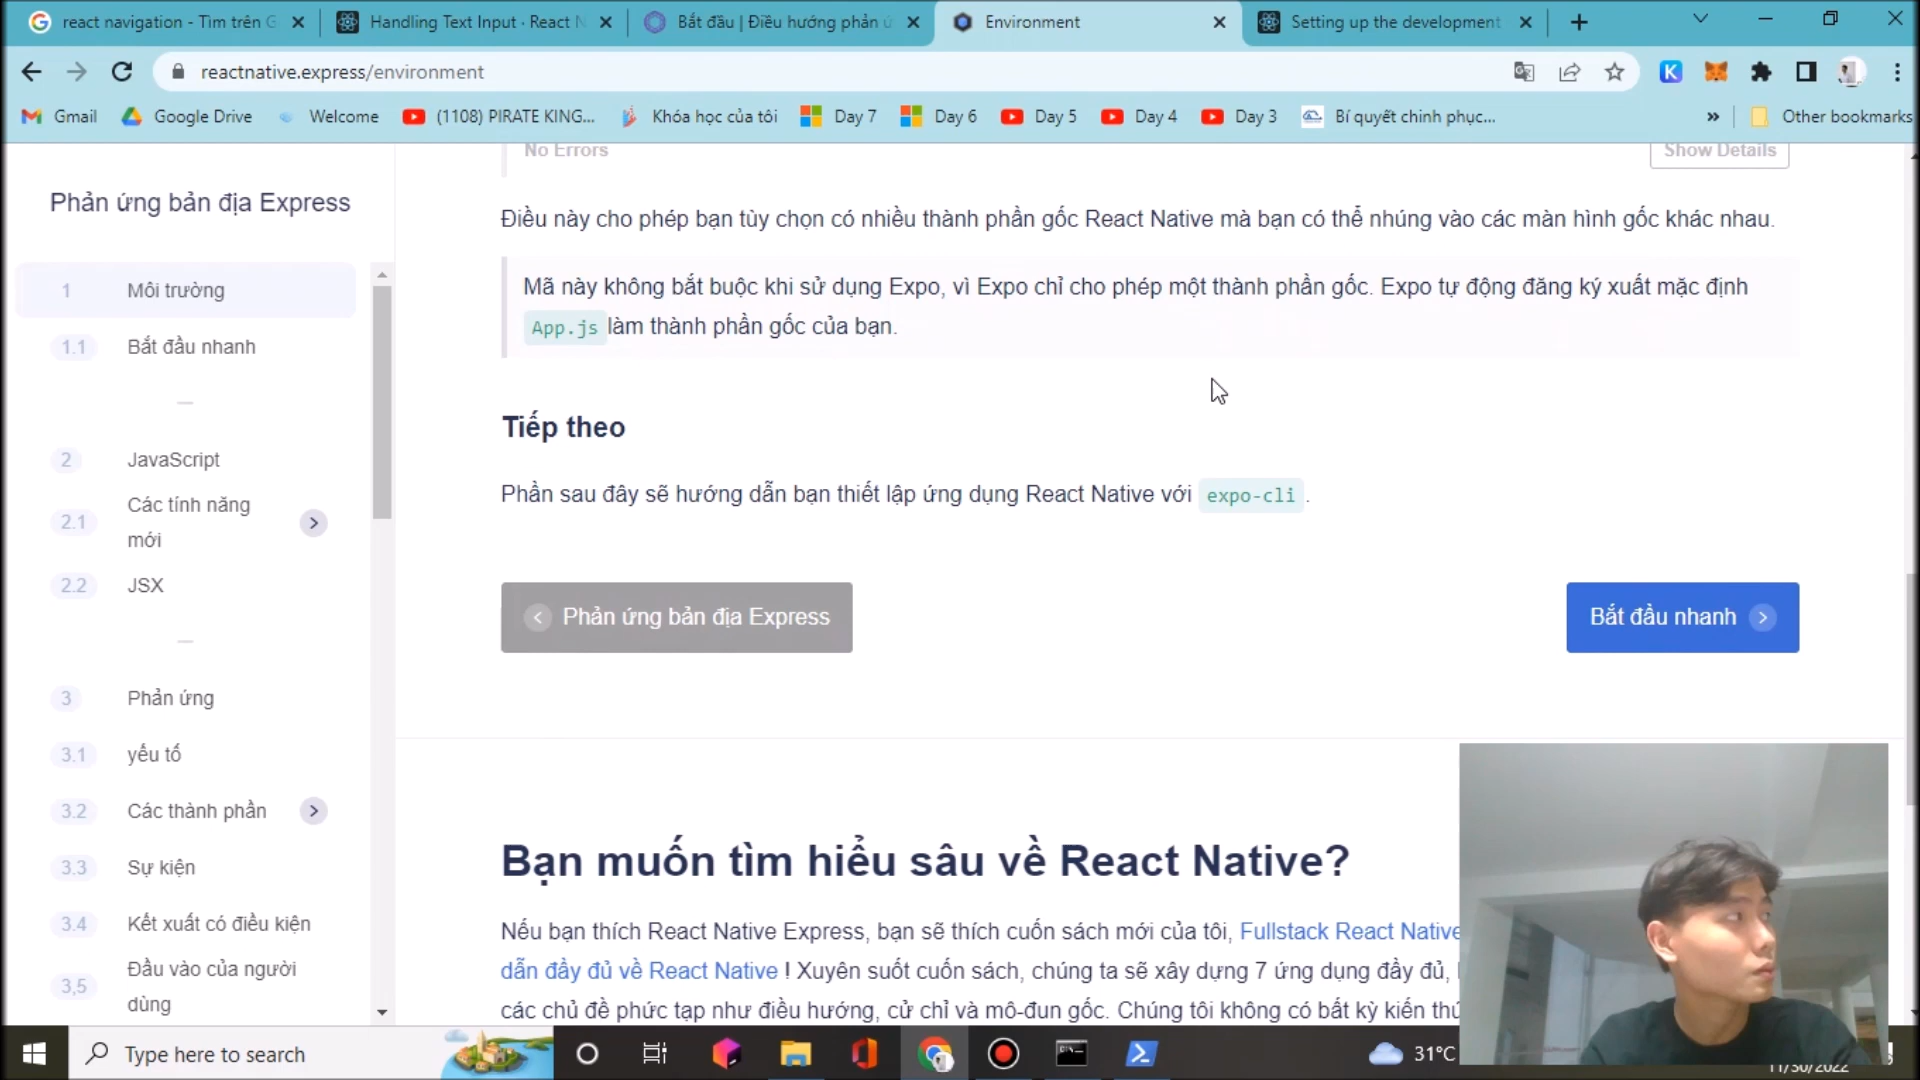 react navigation - Tìm trên G
Handling Text Input · React N
Bắt đầu | Điều hướng phản ứ
Environment
Setting up the development
reactnative.express/environment
Gmail
Google Drive
Welcome
(1108) PIRATE KING...
Khóa học của tôi
Day 7
Day 6
Day 5
Day 4
Day 3
Bí quyết chinh phục...
»
Other bookmarks
Phản ứng bản địa Express
1 Môi trường
1.1 Bắt đầu nhanh
2 JavaScript
2.1 Các tính năng
mới
2.2 JSX
3 Phản ứng
3.1 yếu tố
3.2 Các thành phần
3.3 Sự kiện
3.4 Kết xuất có điều kiện
3,5 Đầu vào của người
dùng
No Errors
Show Details
Điều này cho phép bạn tùy chọn có nhiều thành phần gốc React Native mà bạn có thể nhúng vào các màn hình gốc khác nhau.
Mã này không bắt buộc khi sử dụng Expo, vì Expo chỉ cho phép một thành phần gốc. Expo tự động đăng ký xuất mặc định
App.js làm thành phần gốc của bạn.
Tiếp theo
Phần sau đây sẽ hướng dẫn bạn thiết lập ứng dụng React Native với expo-cli .
Phản ứng bản địa Express
Bắt đầu nhanh
Bạn muốn tìm hiểu sâu về React Native?
Nếu bạn thích React Native Express, bạn sẽ thích cuốn sách mới của tôi, Fullstack React Native
dẫn đầy đủ về React Native ! Xuyên suốt cuốn sách, chúng ta sẽ xây dựng 7 ứng dụng đầy đủ,
các chủ đề phức tạp như điều hướng, cử chỉ và mô-đun gốc. Chúng tôi không có bất kỳ kiến thứ
Type here to search
31°C
11/30/2022